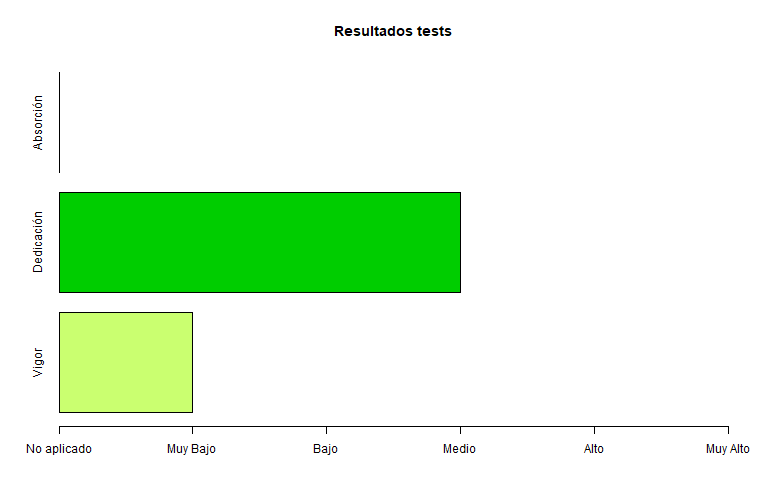 Resultados tests
Absorción
Dedicación
Vigor
No aplicado
Muy Bajo
Bajo
Medio
Alto
Muy Alto